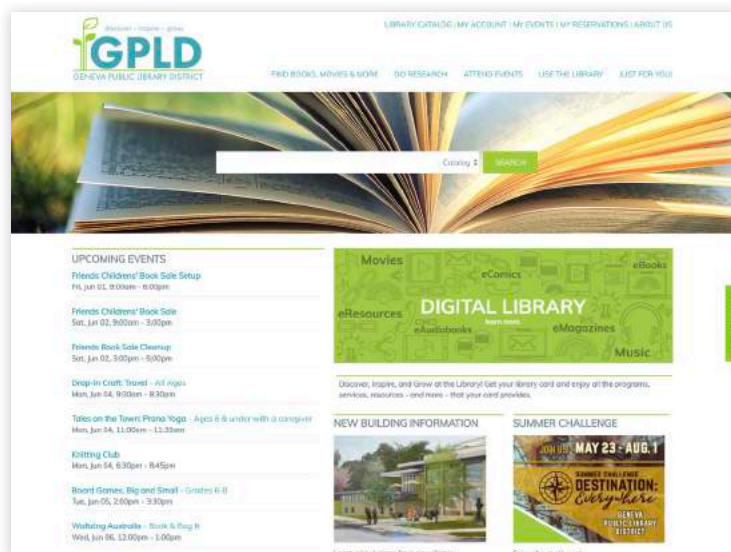 discover - inspire - grow
GPLD
GENEVA PUBLIC LIBRARY DISTRICT
LIBRARY CATALOG | MY ACCOUNT | MY EVENTS | MY RESERVATIONS | ABOUT US
FIND BOOKS, MOVIES & MORE DO RESEARCH ATTEND EVENTS USE THE LIBRARY JUST FOR YOU!
Catalog SEARCH
UPCOMING EVENTS
Friends Childrens' Book Sale Setup
Fri, Jun 01, 9:00am - 6:00pm
Friends Childrens' Book Sale
Sat, Jun 02, 9:00am - 3:00pm
Friends Book Sale Cleanup
Sat, Jun 02, 3:00pm - 5:00pm
Drop-In Craft: Travel - All Ages
Mon, Jun 04, 9:00am - 8:30pm
Tales on the Town: Prana Yoga - Ages 6 & under with a caregiver
Mon, Jun 04, 11:00am - 11:30am
Knitting Club
Mon, Jun 04, 6:30pm - 8:45pm
Board Games, Big and Small - Grades 6-8
Tue, Jun 05, 2:00pm - 3:30pm
Waltzing Australia - Book & Bag It
Wed, Jun 06, 12:00pm - 1:00pm
Movies
eComics
eBooks
eResources
DIGITAL LIBRARY
learn more
eAudiobooks
eMagazines
Music
Discover, Inspire, and Grow at the Library! Get your library card and enjoy all the programs,
services, resources - and more - that your card provides.
NEW BUILDING INFORMATION
SUMMER CHALLENGE
JOIN US MAY 23 - AUG. 1
SUMMER CHALLENGE
DESTINATION:
Everywhere
GENEVA
PUBLIC LIBRARY
DISTRICT